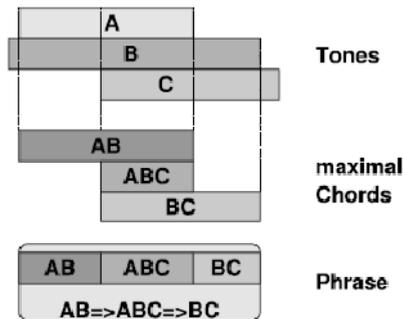 A
B
Tones
C
AB
ABC
maximal
Chords
BC
AB ABC BC
Phrase
AB=>ABC=>BC